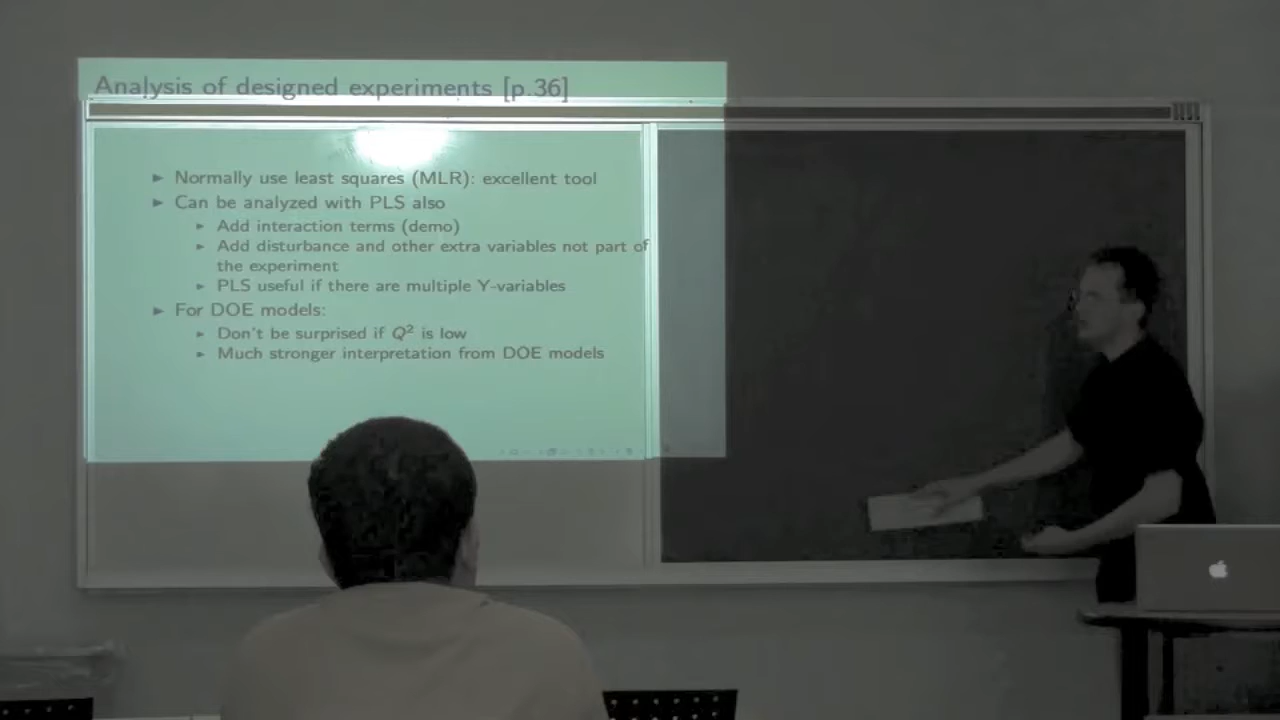 Analysis of designed experiments [p.36]
► Normally use least squares (MLR): excellent tool
► Can be analyzed with PLS also
► Add interaction terms (demo)
► Add disturbance and other extra variables not part of
the experiment
► PLS useful if there are multiple Y-variables
► For DOE models:
► Don't be surprised if Q² is low
► Much stronger interpretation from DOE models